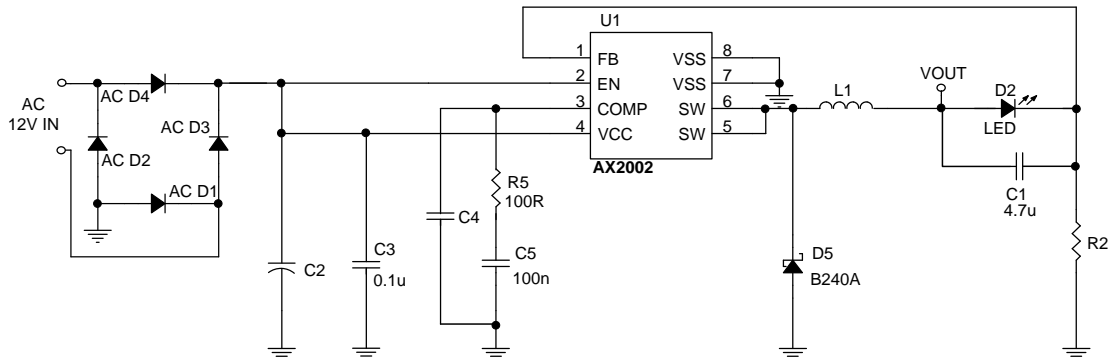 U1
1
FB
VSS
8
2
EN
VSS
7
3
COMP
SW
6
4
VCC
SW
5
AX2002
AC
12V IN
AC D4
AC D3
AC D2
AC D1
C2
C3
0.1u
C4
R5
100R
C5
100n
L1
VOUT
D2
LED
C1
4.7u
D5
B240A
R2